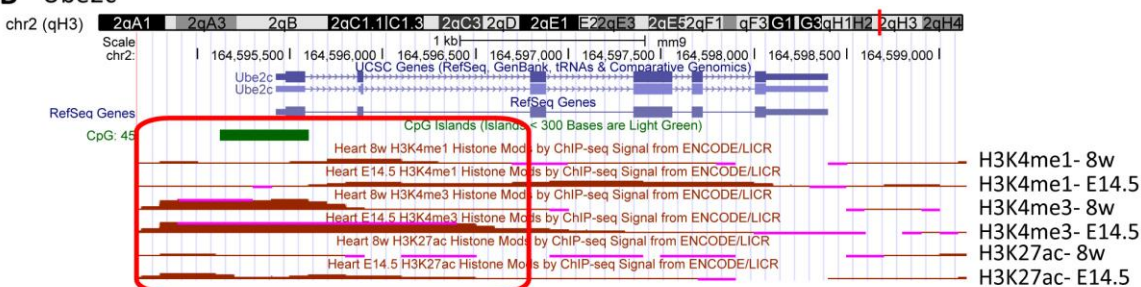 B Ube2c
chr2 (qH3) 2qA1 2qA3 2qB 2qC1.1 C1.3 2qC3 2qD 2qE1 E2 2qE3 2qE5 2qF1 qF3 G1 G3 qH1 H2 2qH3 2qH4
Scale 1 kb mm9
chr2: 164,595,500 164,596,000 164,596,500 164,597,000 164,597,500 164,598,000 164,598,500 164,599,000
UCSC Genes (RefSeq, GenBank, tRNAs & Comparative Genomics)
Ube2c
Ube2c
RefSeq Genes
RefSeq Genes
CpG Islands (Islands < 300 Bases are Light Green)
CpG: 45
Heart 8w H3K4me1 Histone Mods by ChIP-seq Signal from ENCODE/LICR
H3K4me1- 8w
Heart E14.5 H3K4me1 Histone Mods by ChIP-seq Signal from ENCODE/LICR
H3K4me1- E14.5
Heart 8w H3K4me3 Histone Mods by ChIP-seq Signal from ENCODE/LICR
H3K4me3- 8w
Heart E14.5 H3K4me3 Histone Mods by ChIP-seq Signal from ENCODE/LICR
H3K4me3- E14.5
Heart 8w H3K27ac Histone Mods by ChIP-seq Signal from ENCODE/LICR
H3K27ac- 8w
Heart E14.5 H3K27ac Histone Mods by ChIP-seq Signal from ENCODE/LICR
H3K27ac- E14.5